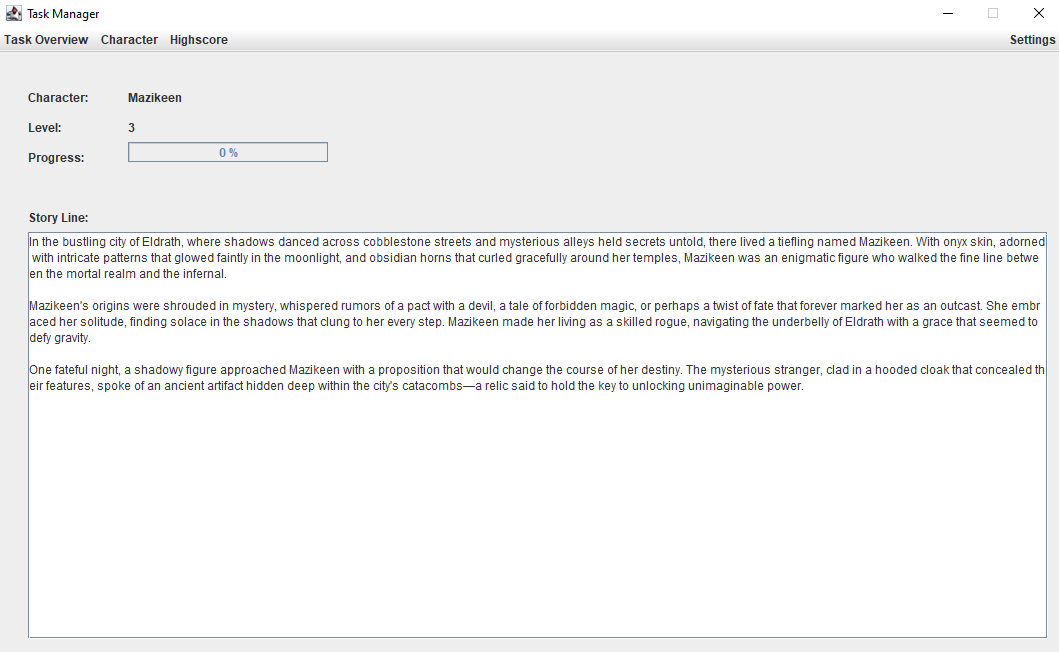 Task Manager
Task Overview Character Highscore Settings
Character: Mazikeen
Level: 3
Progress: 0 %
Story Line:
In the bustling city of Eldrath, where shadows danced across cobblestone streets and mysterious alleys held secrets untold, there lived a tiefling named Mazikeen. With onyx skin, adorned
with intricate patterns that glowed faintly in the moonlight, and obsidian horns that curled gracefully around her temples, Mazikeen was an enigmatic figure who walked the fine line betwe
en the mortal realm and the infernal.
Mazikeen's origins were shrouded in mystery, whispered rumors of a pact with a devil, a tale of forbidden magic, or perhaps a twist of fate that forever marked her as an outcast. She embr
aced her solitude, finding solace in the shadows that clung to her every step. Mazikeen made her living as a skilled rogue, navigating the underbelly of Eldrath with a grace that seemed to
defy gravity.
One fateful night, a shadowy figure approached Mazikeen with a proposition that would change the course of her destiny. The mysterious stranger, clad in a hooded cloak that concealed th
eir features, spoke of an ancient artifact hidden deep within the city's catacombs—a relic said to hold the key to unlocking unimaginable power.